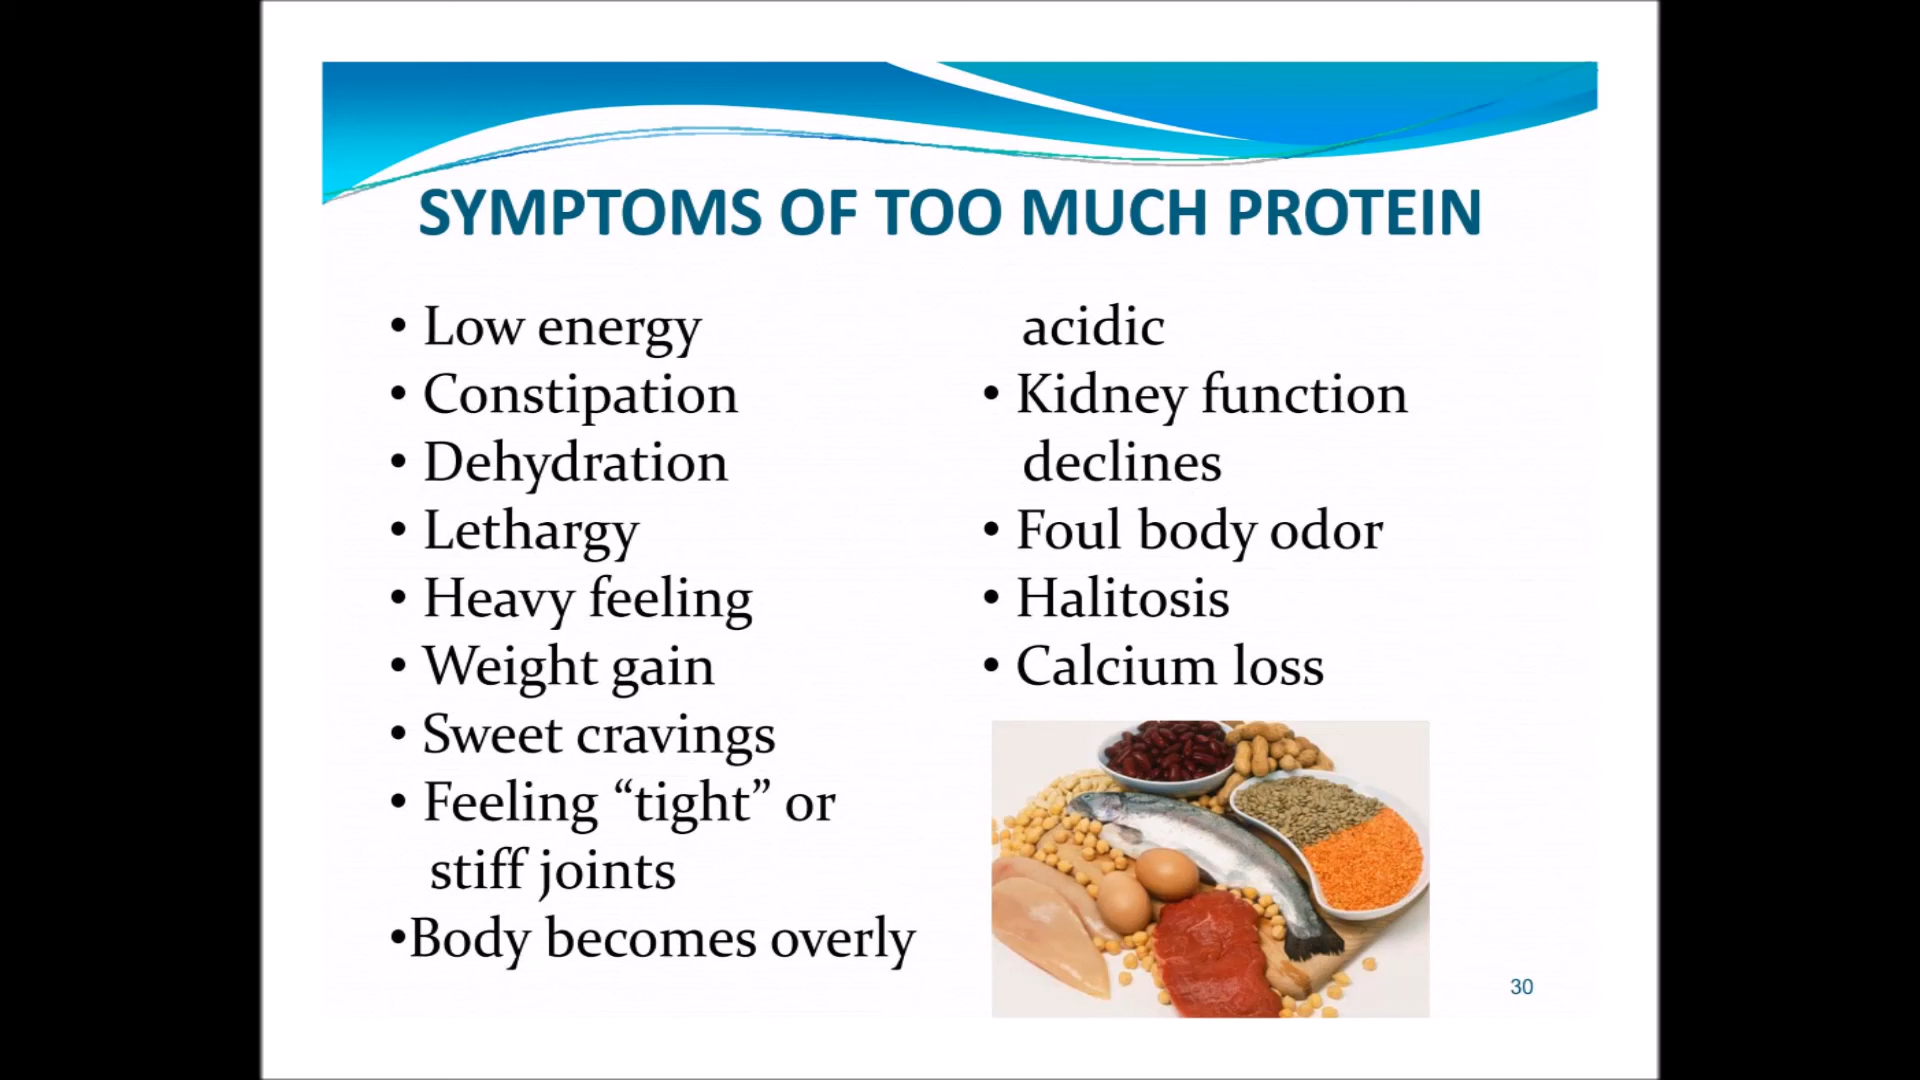 SYMPTOMS OF TOO MUCH PROTEIN
• Low energy
• Constipation
• Dehydration
• Lethargy
• Heavy feeling
• Weight gain
• Sweet cravings
• Feeling “tight” or
stiff joints
•Body becomes overly
acidic
• Kidney function
declines
• Foul body odor
• Halitosis
• Calcium loss
30